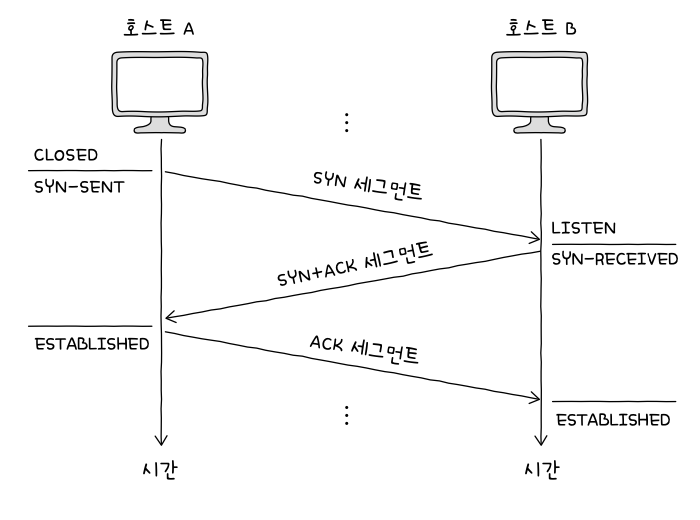 호스트 A
호스트 B
CLOSED
SYN-SENT
SYN 세그먼트
LISTEN
SYN-RECEIVED
SYN+ACK 세그먼트
ESTABLISHED
ACK 세그먼트
ESTABLISHED
시간
시간